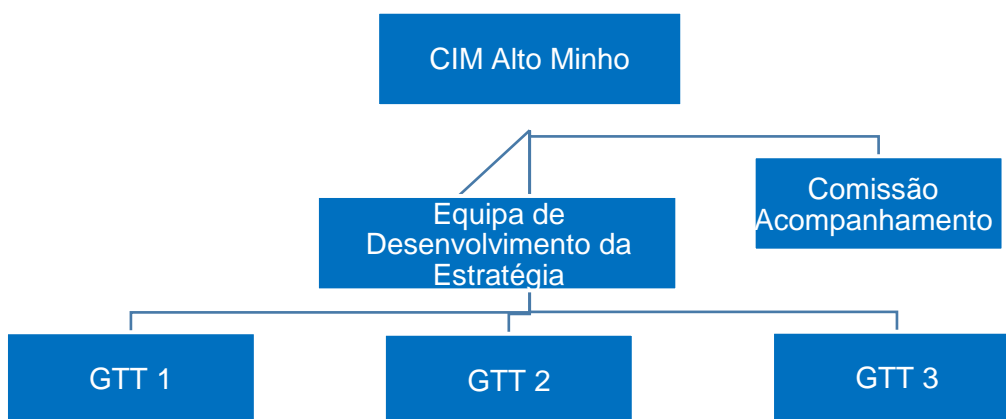 CIM Alto Minho
Comissão
Acompanhamento
Equipa de
Desenvolvimento da
Estratégia
GTT 1
GTT 2
GTT 3